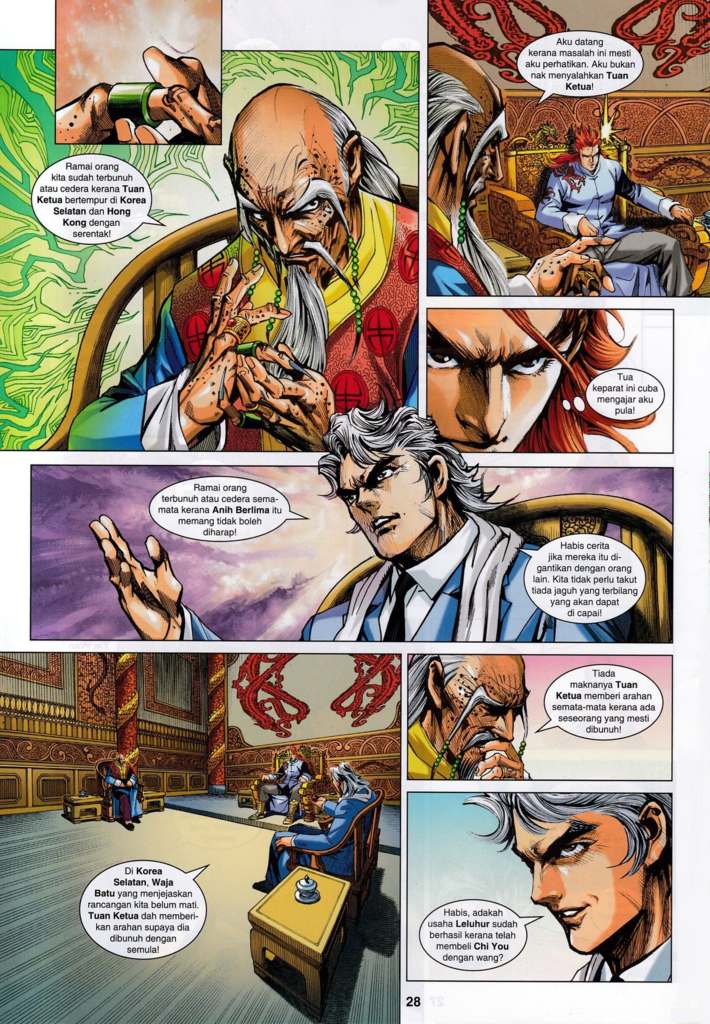 Ramai orang
kita sudah terbunuh
atau cedera kerana Tuan
Ketua bertempur di Korea
Selatan dan Hong
Kong dengan
serentak!
Aku datang
kerana masalah ini mesti
aku perhatikan. Aku bukan
nak menyalahkan Tuan
Ketua!
Tua
keparat ini cuba
mengajar aku
pula!
Ramai orang
terbunuh atau cedera sema-
mata kerana Anih Berlima itu
memang tidak boleh
diharap!
Habis cerita
jika mereka itu di-
gantikan dengan orang
lain. Kita tidak perlu takut
tiada jaguh yang terbilang
yang akan dapat
di capai!
Di Korea
Selatan, Waja
Batu yang menjejaskan
rancangan kita belum mati.
Tuan Ketua dah memberi-
kan arahan supaya dia
dibunuh dengan
semula!
Tiada
maknanya Tuan
Ketua memberi arahan
semata-mata kerana ada
seseorang yang mesti
dibunuh!
Habis, adakah
usaha Leluhur sudah
berhasil kerana telah
membeli Chi You
dengan wang?
28